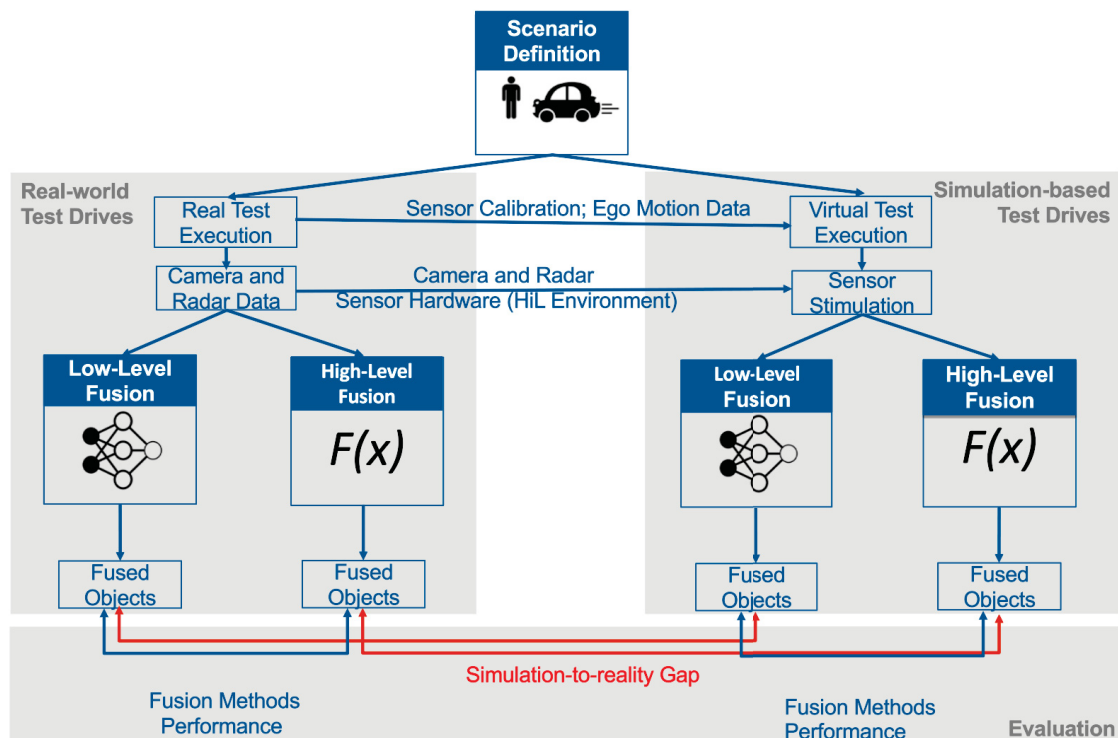 Scenario
Definition
Real-world
Test Drives
Simulation-based
Test Drives
Real Test
Execution
Sensor Calibration; Ego Motion Data
Virtual Test
Execution
Camera and
Radar Data
Camera and Radar
Sensor Hardware (HiL Environment)
Sensor
Stimulation
Low-Level
Fusion
High-Level
Fusion
F(x)
Low-Level
Fusion
High-Level
Fusion
F(x)
Fused
Objects
Fused
Objects
Fused
Objects
Fused
Objects
Simulation-to-reality Gap
Fusion Methods
Performance
Fusion Methods
Performance
Evaluation